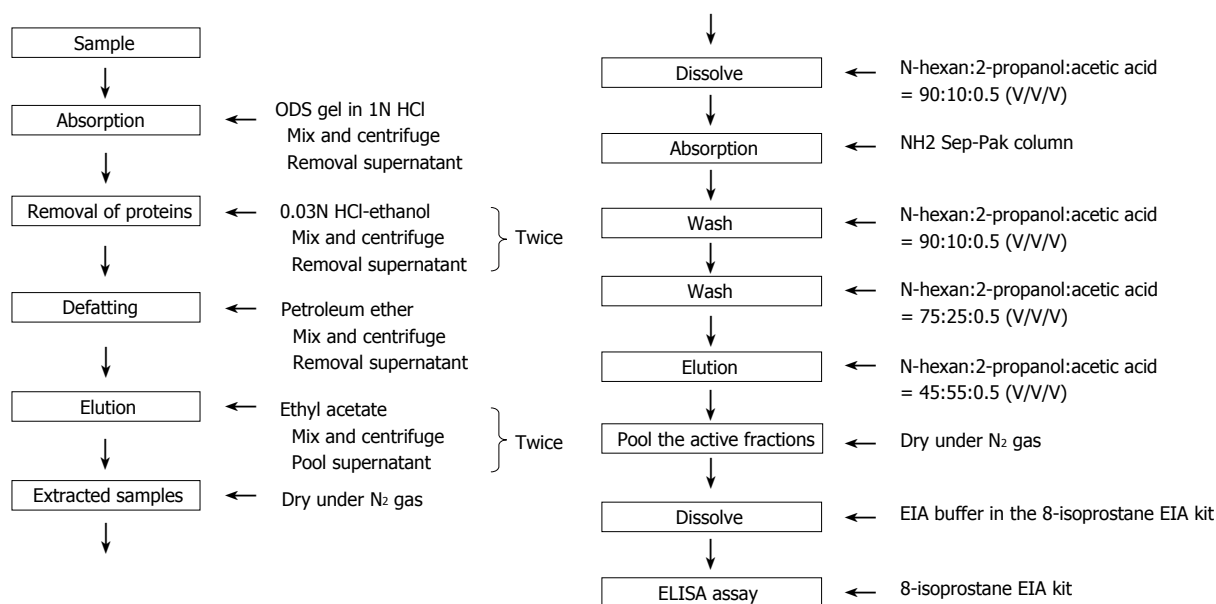 Sample
Absorption
ODS gel in 1N HCl
Mix and centrifuge
Removal supernatant
Removal of proteins
0.03N HCl-ethanol
Mix and centrifuge
Removal supernatant
Twice
Defatting
Petroleum ether
Mix and centrifuge
Removal supernatant
Elution
Ethyl acetate
Mix and centrifuge
Pool supernatant
Twice
Extracted samples
Dry under N2 gas
Dissolve
N-hexan:2-propanol:acetic acid
= 90:10:0.5 (V/V/V)
Absorption
NH2 Sep-Pak column
Wash
N-hexan:2-propanol:acetic acid
= 90:10:0.5 (V/V/V)
Wash
N-hexan:2-propanol:acetic acid
= 75:25:0.5 (V/V/V)
Elution
N-hexan:2-propanol:acetic acid
= 45:55:0.5 (V/V/V)
Pool the active fractions
Dry under N2 gas
Dissolve
EIA buffer in the 8-isoprostane EIA kit
ELISA assay
8-isoprostane EIA kit